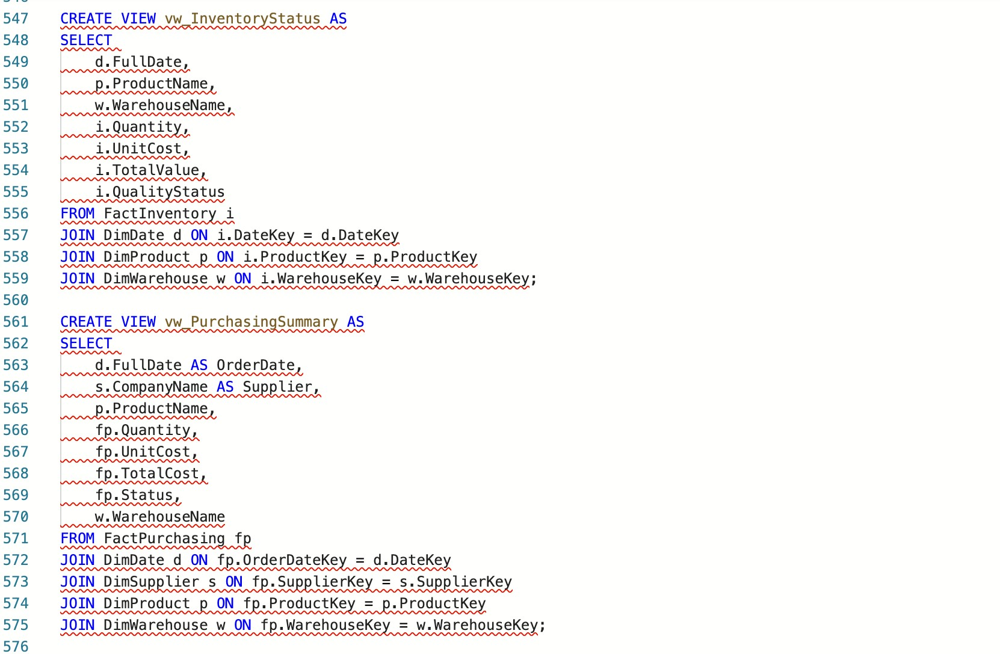 547 CREATE VIEW vw_InventoryStatus AS
548 SELECT
549     d.FullDate,
550     p.ProductName,
551     w.WarehouseName,
552     i.Quantity,
553     i.UnitCost,
554     i.TotalValue,
555     i.QualityStatus
556 FROM FactInventory i
557 JOIN DimDate d ON i.DateKey = d.DateKey
558 JOIN DimProduct p ON i.ProductKey = p.ProductKey
559 JOIN DimWarehouse w ON i.WarehouseKey = w.WarehouseKey;
560
561 CREATE VIEW vw_PurchasingSummary AS
562 SELECT
563     d.FullDate AS OrderDate,
564     s.CompanyName AS Supplier,
565     p.ProductName,
566     fp.Quantity,
567     fp.UnitCost,
568     fp.TotalCost,
569     fp.Status,
570     w.WarehouseName
571 FROM FactPurchasing fp
572 JOIN DimDate d ON fp.OrderDateKey = d.DateKey
573 JOIN DimSupplier s ON fp.SupplierKey = s.SupplierKey
574 JOIN DimProduct p ON fp.ProductKey = p.ProductKey
575 JOIN DimWarehouse w ON fp.WarehouseKey = w.WarehouseKey;
576